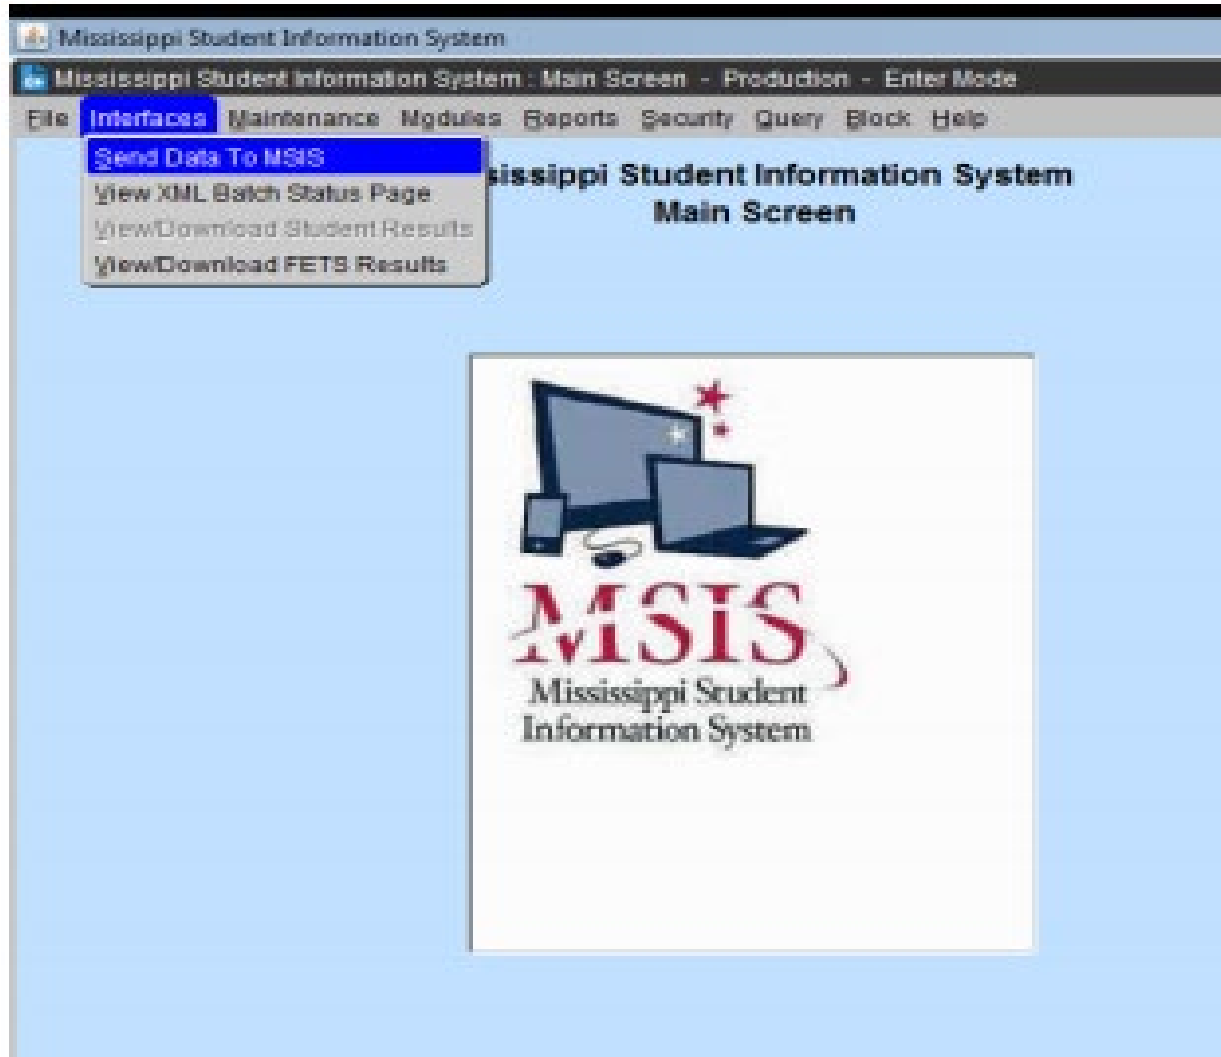 Mississippi Student Information System
Mississippi Student Information System : Main Screen - Production - Enter Mode
File Interfaces Maintenance Modules Reports Security Query Block Help
Send Data To MSIS
View XML Batch Status Page
View/Download Student Results
View/Download FETS Results
sissippi Student Information System
Main Screen
MSIS
Mississippi Student
Information System